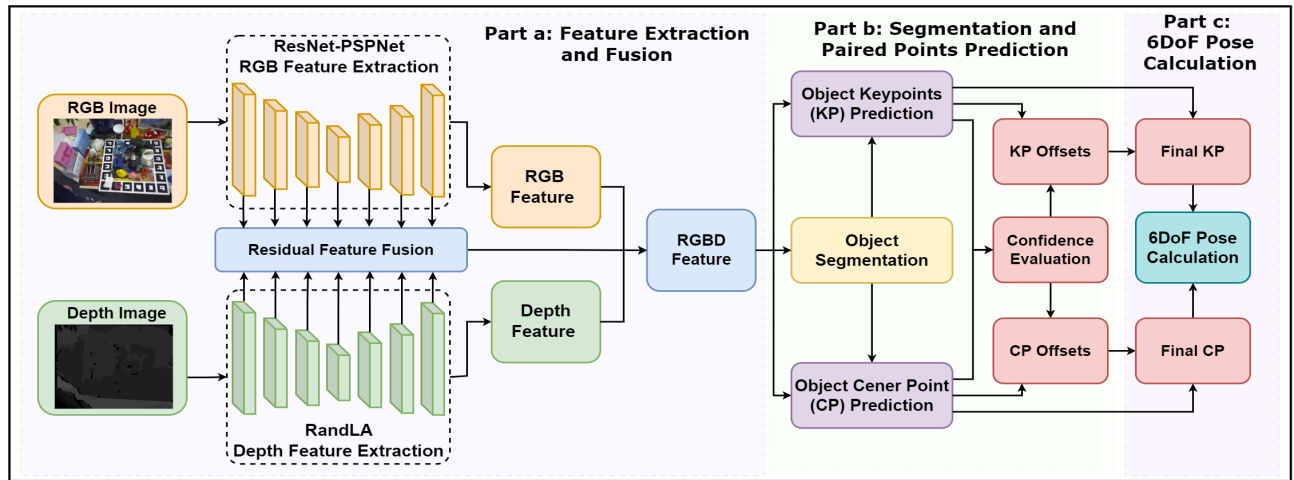 Part a: Feature Extraction
and Fusion
Part b: Segmentation and
Paired Points Prediction
Part c:
6DoF Pose
Calculation
ResNet-PSPNet
RGB Feature Extraction
RGB Image
RGB
Feature
Residual Feature Fusion
RGBD
Feature
Depth Image
Depth
Feature
RandLA
Depth Feature Extraction
Object Keypoints
(KP) Prediction
Object
Segmentation
Object Cener Point
(CP) Prediction
KP Offsets
Confidence
Evaluation
CP Offsets
Final KP
6DoF Pose
Calculation
Final CP